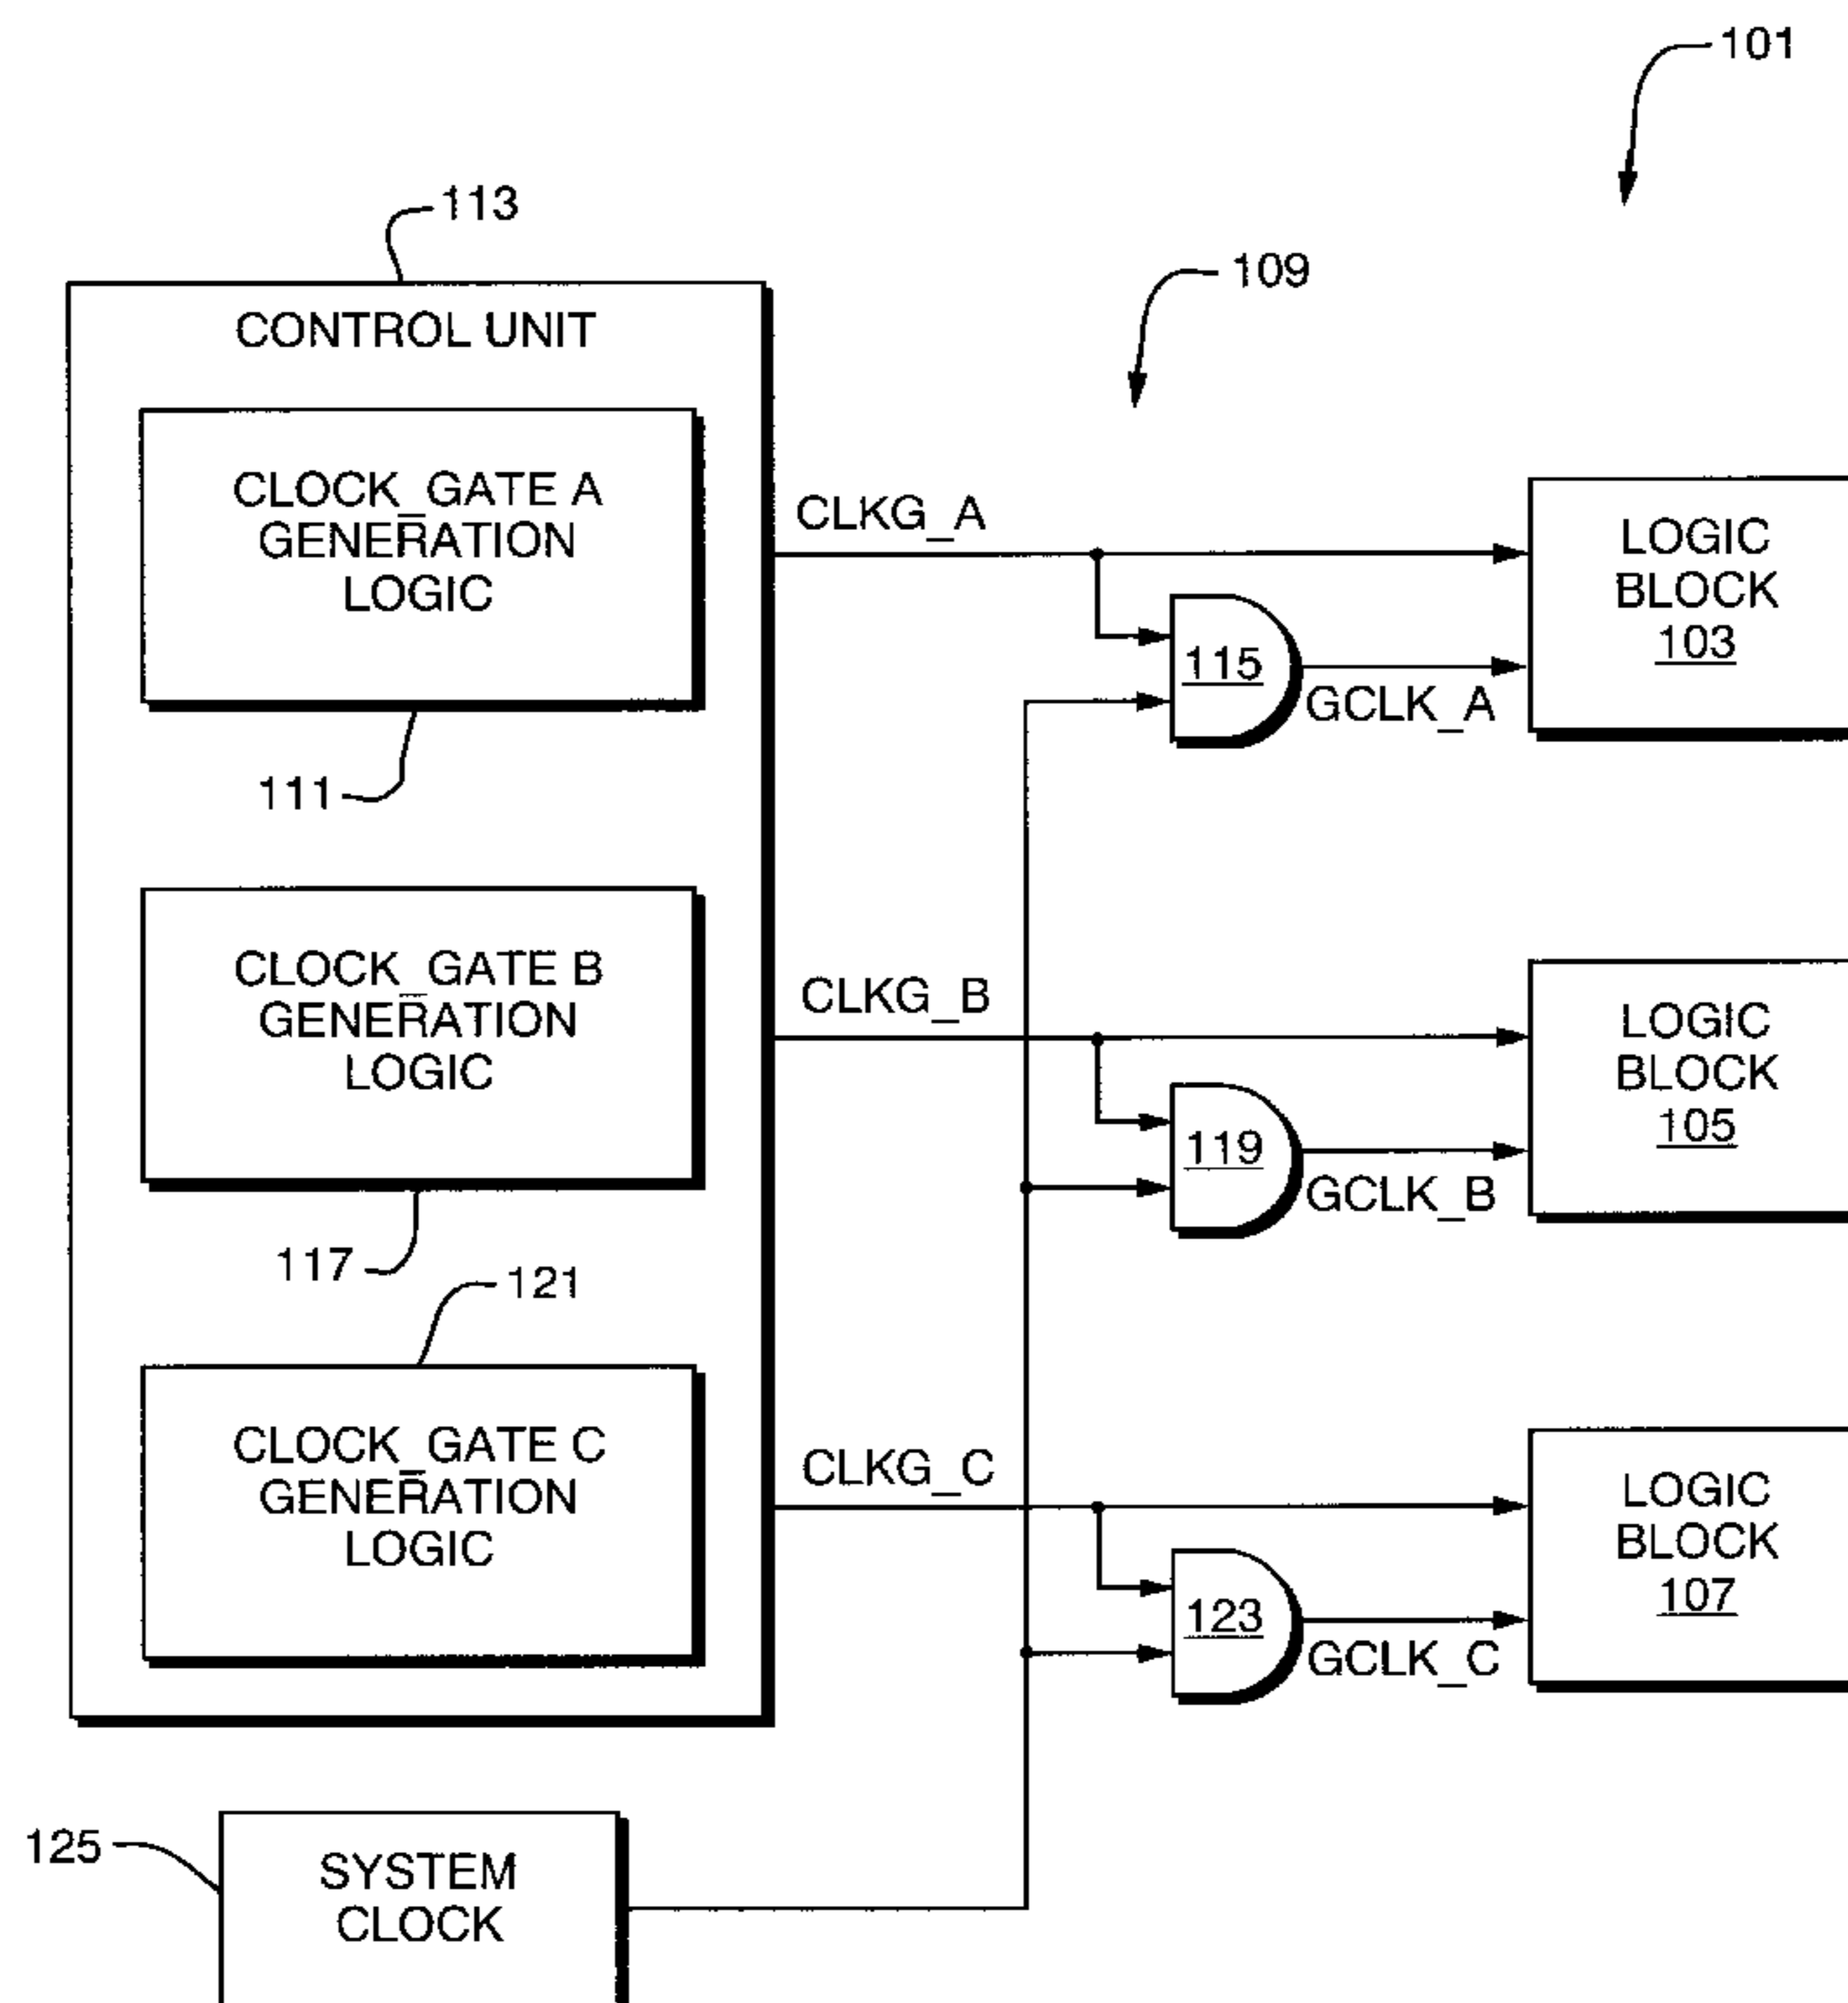 101
113
109
CONTROL UNIT
CLOCK_GATE A
GENERATION
LOGIC
111
CLOCK_GATE B
GENERATION
LOGIC
117
121
CLOCK_GATE C
GENERATION
LOGIC
CLKG_A
115
GCLK_A
LOGIC
BLOCK
103
CLKG_B
119
GCLK_B
LOGIC
BLOCK
105
CLKG_C
123
GCLK_C
LOGIC
BLOCK
107
125
SYSTEM
CLOCK